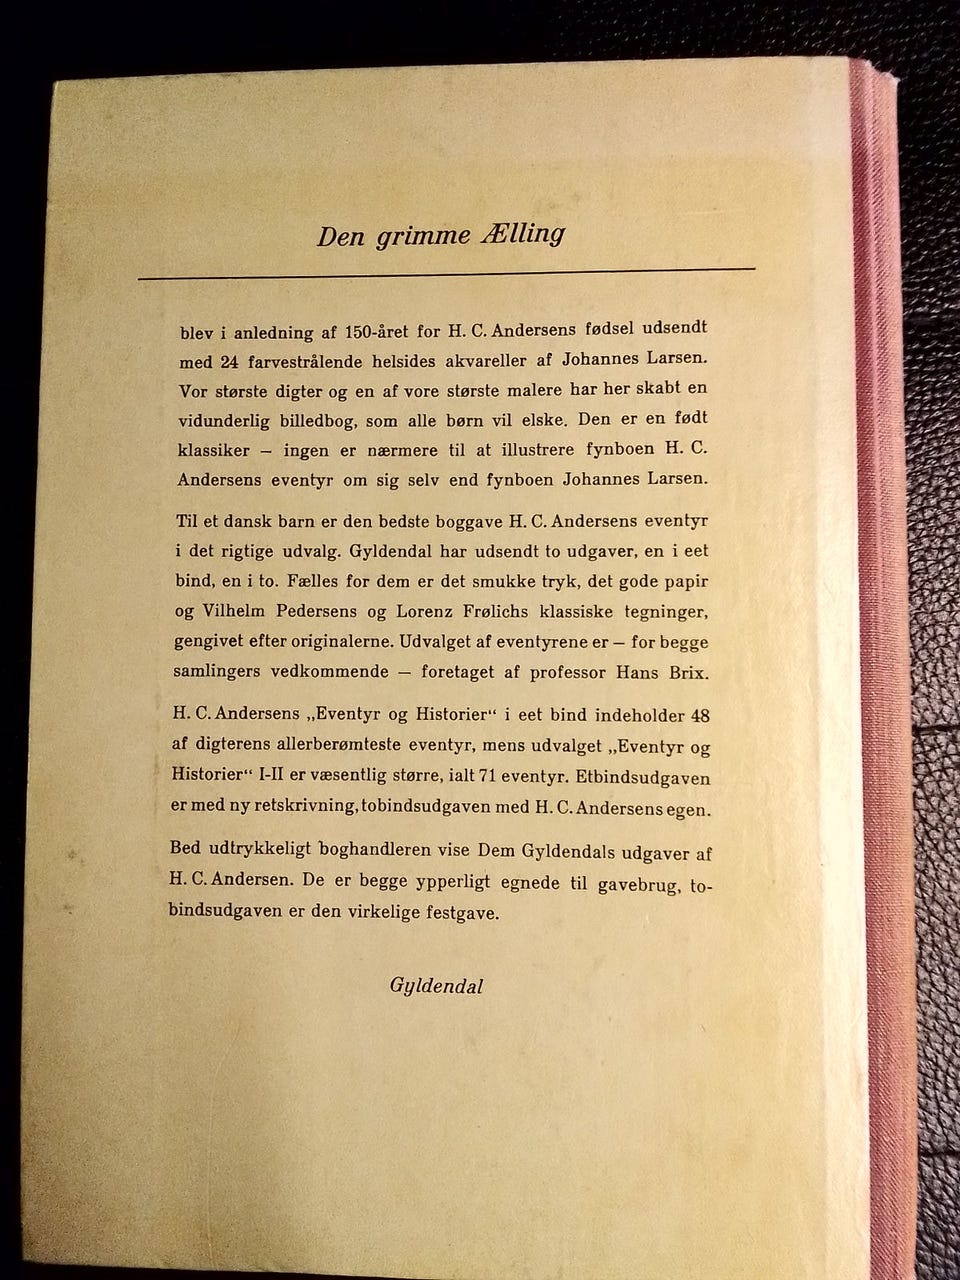 Den grimme Ælling
blev i anledning af 150-året for H. C. Andersens fødsel udsendt
med 24 farvestrålende helsides akvareller af Johannes Larsen.
Vor største digter og en af vore største malere har her skabt en
vidunderlig billedbog, som alle børn vil elske. Den er en født
klassiker — ingen er nærmere til at illustrere fynboen H. C.
Andersens eventyr om sig selv end fynboen Johannes Larsen.
Til et dansk barn er den bedste boggave H. C. Andersens eventyr
i det rigtige udvalg. Gyldendal har udsendt to udgaver, en i eet
bind, en i to. Fælles for dem er det smukke tryk, det gode papir
og Vilhelm Pedersens og Lorenz Frølichs klassiske tegninger,
gengivet efter originalerne. Udvalget af eventyrene er — for begge
samlingers vedkommende — foretaget af professor Hans Brix.
H. C. Andersens „Eventyr og Historier“ i eet bind indeholder 48
af digterens allerberømteste eventyr, mens udvalget „Eventyr og
Historier“ I-II er væsentlig større, ialt 71 eventyr. Etbindsudgaven
er med ny retskrivning, tobindsudgaven med H. C. Andersens egen.
Bed udtrykkeligt boghandleren vise Dem Gyldendals udgaver af
H. C. Andersen. De er begge ypperligt egnede til gavebrug, to-
bindsudgaven er den virkelige festgave.
Gyldendal